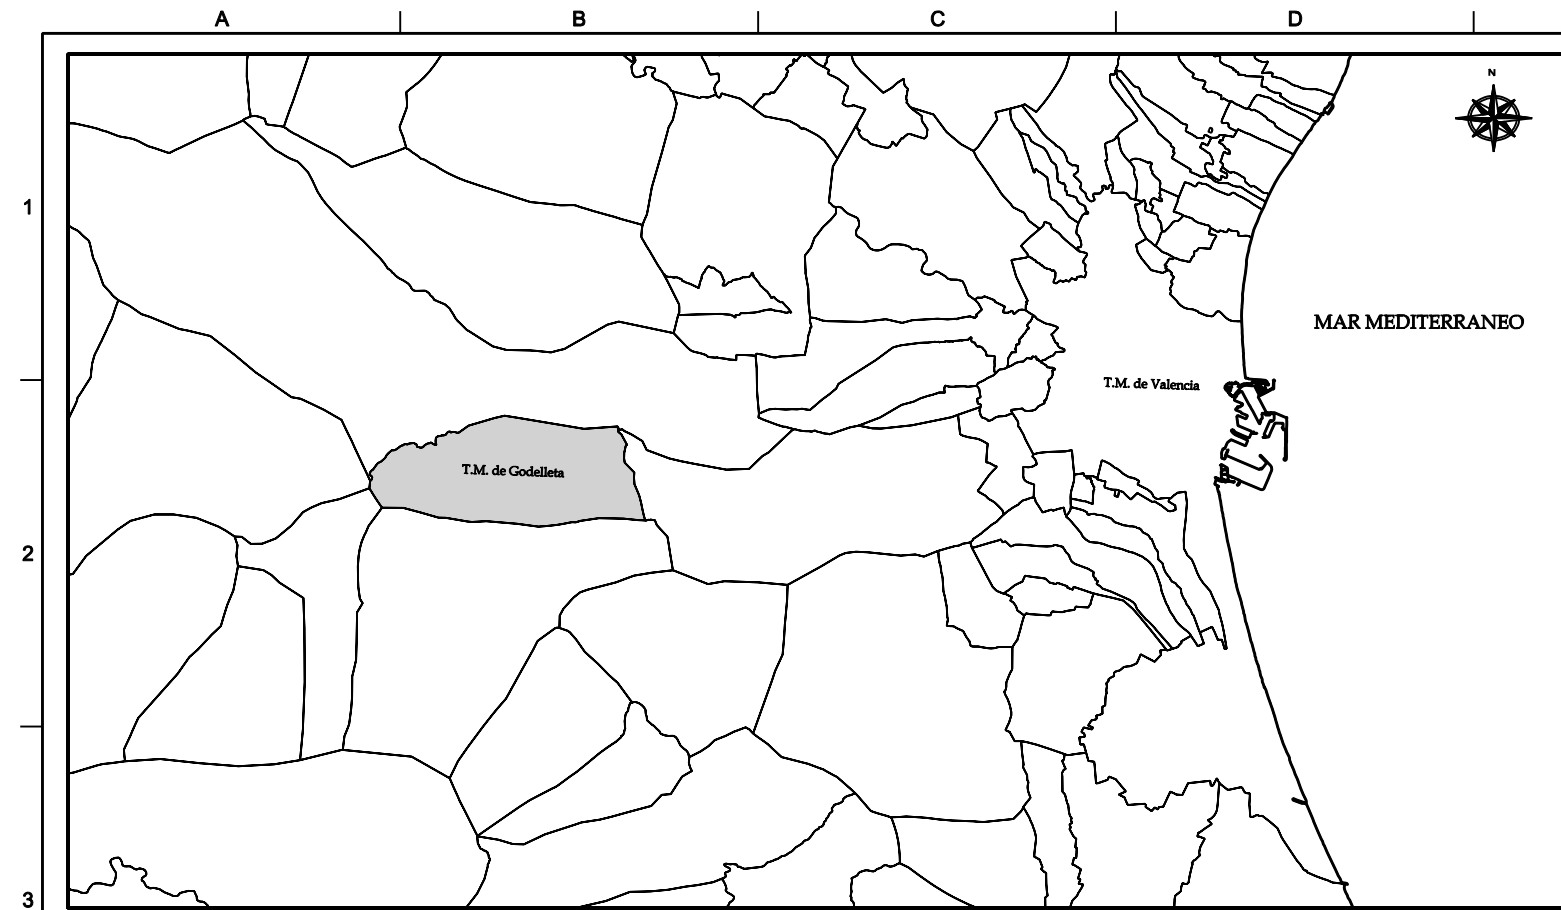 A B C D
N
1
MAR MEDITERRANEO
T.M. de Valencia
T.M. de Godelleta
2
3